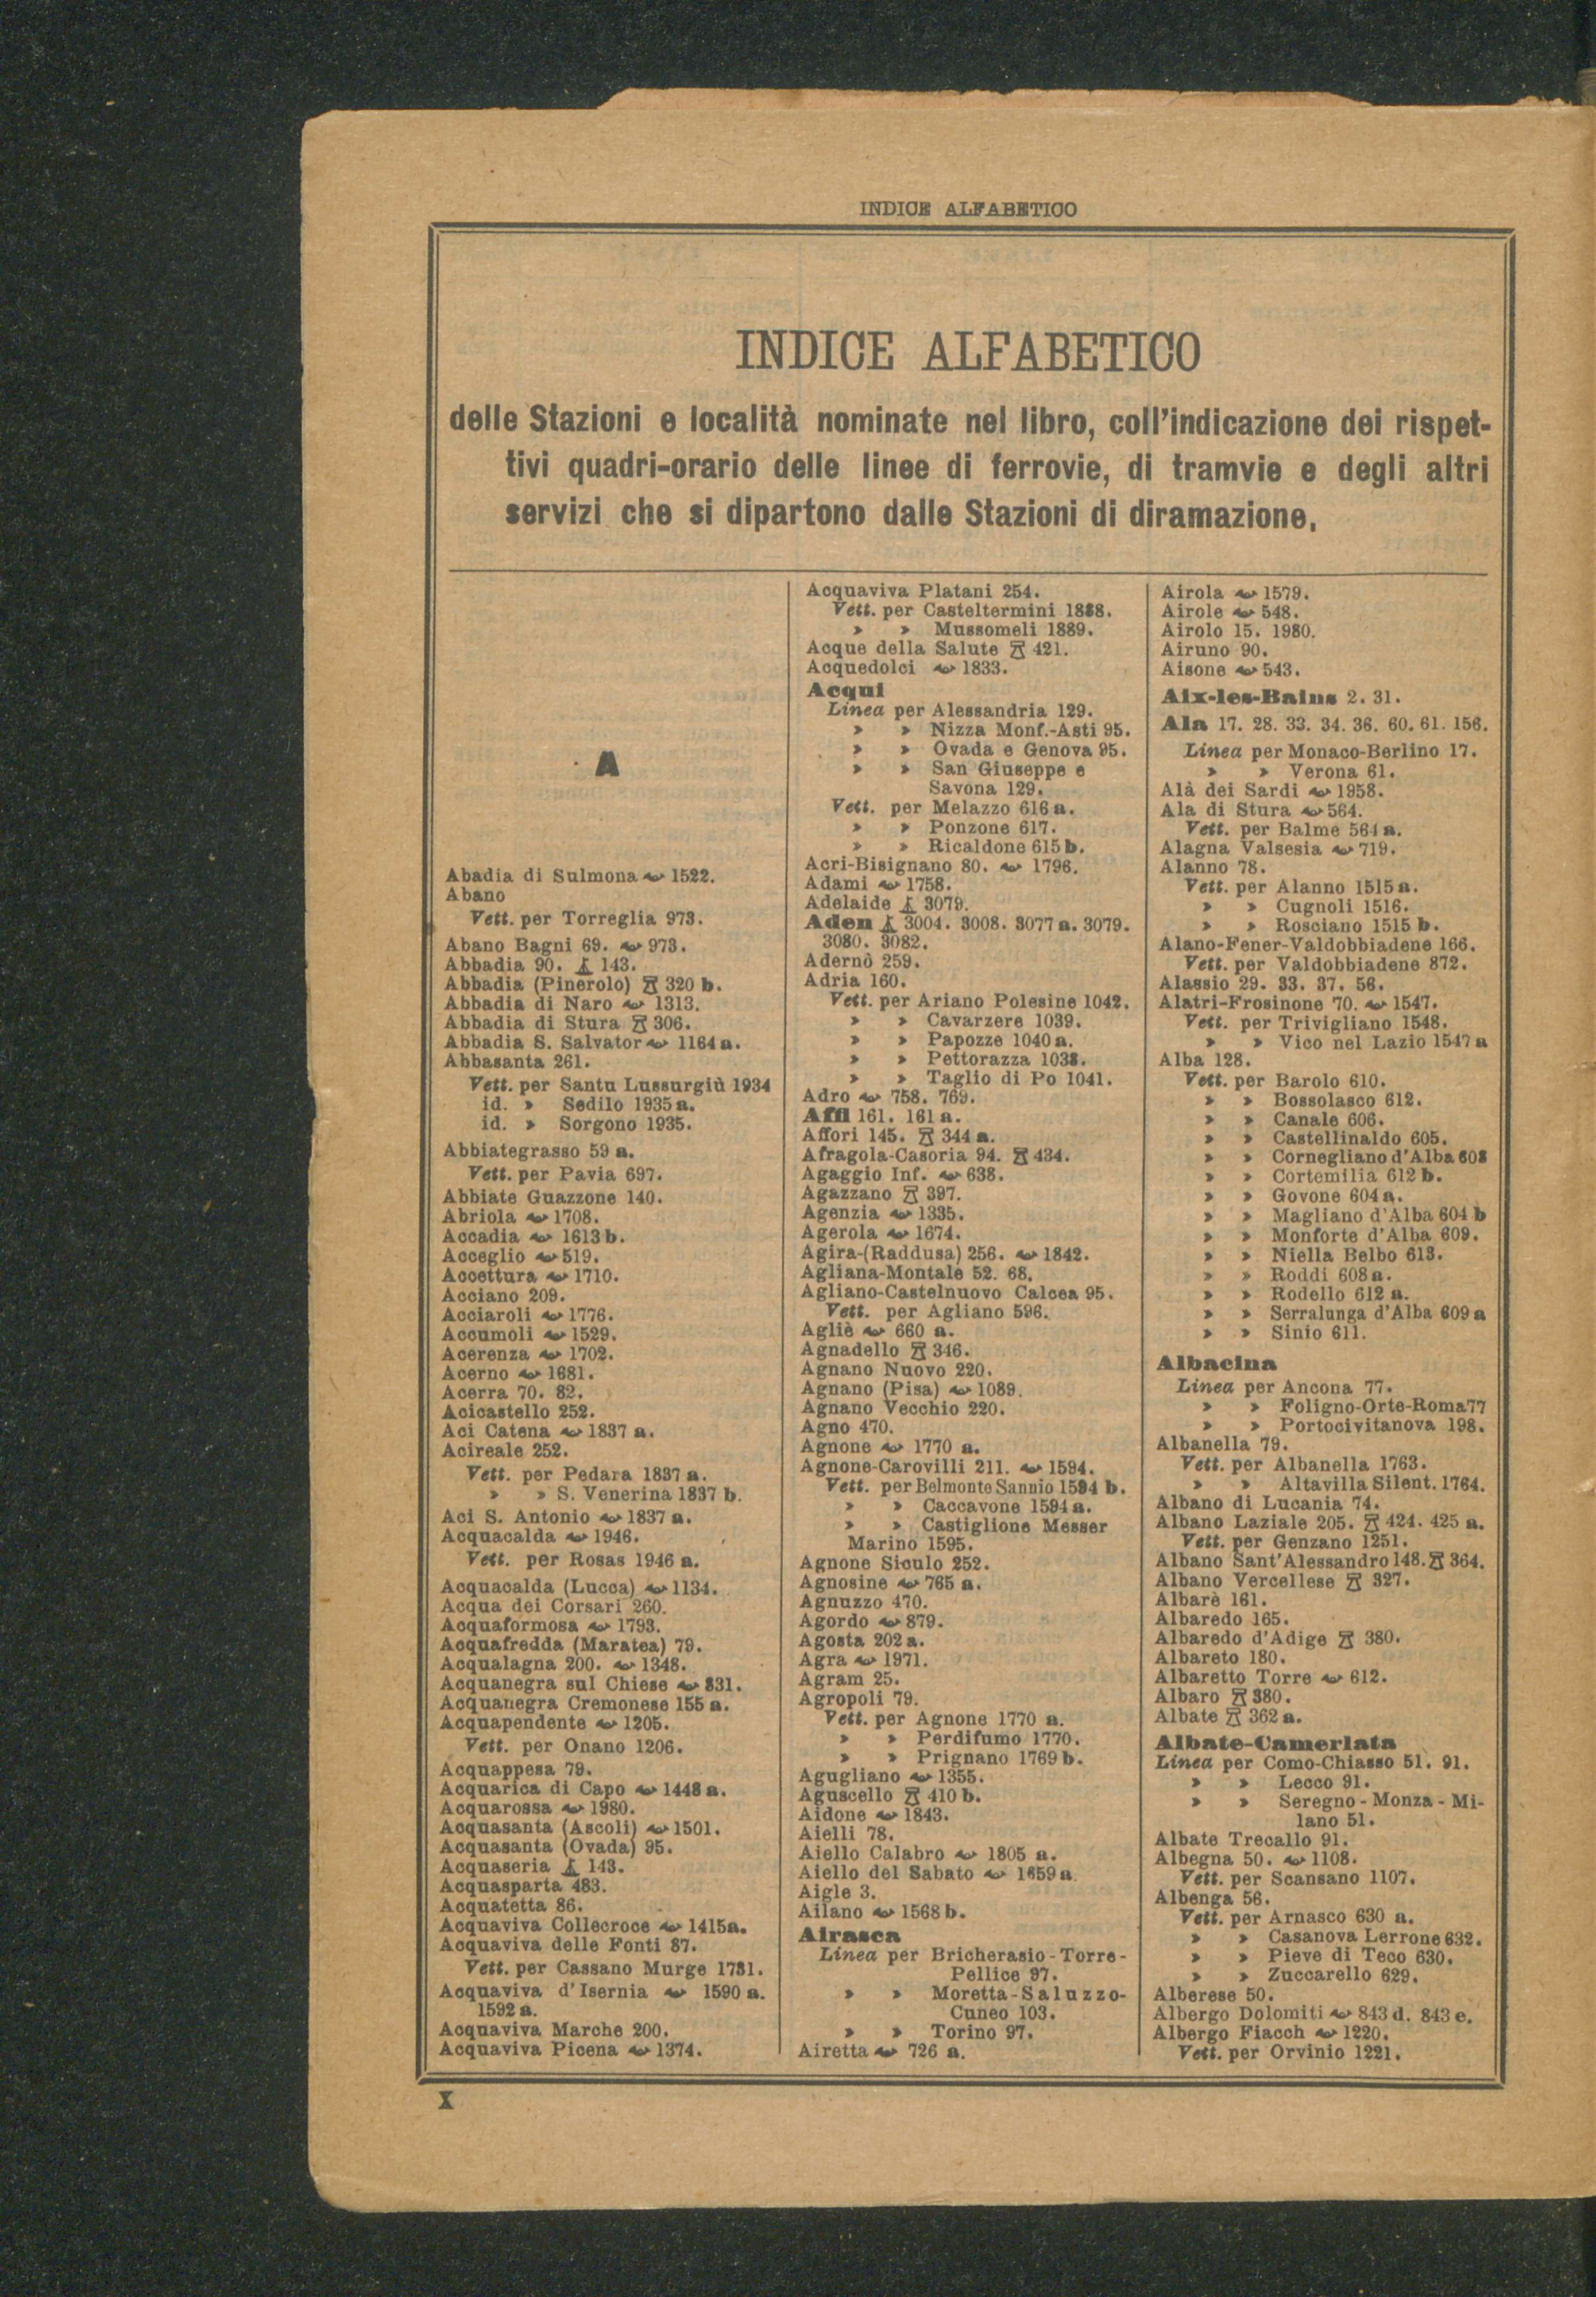 INDICE ALFABETICO
INDICE ALFABETICO
delle Stazioni e località nominate nel libro, coll'indicazione dei rispet-
tivi quadri-orario delle linee di ferrovie, di tramvie e degli altri
servizi che si dipartono dalle Stazioni di diramazione.
A
Abadia di Sulmona 1522.
Abano
Vett. per Torreglia 973.
Abano Bagni 69. 973.
Abbadia 90. 143.
Abbadia (Pinerolo) 320 b.
Abbadia di Naro 1313.
Abbadia di Stura 306.
Abbadia S. Salvator 1164 a.
Abbasanta 261.
Vett. per Santu Lussurgiù 1934
id. » Sedilo 1935 a.
id. » Sorgono 1935.
Abbiategrasso 59 a.
Vett. per Pavia 697.
Abbiate Guazzone 140.
Abriola 1708.
Accadia 1613 b.
Acceglio 519.
Accettura 1710.
Acciano 209.
Acciaroli 1776.
Accumoli 1529.
Acerenza 1702.
Acerno 1681.
Acerra 70. 82.
Acicastello 252.
Aci Catena 1837 a.
Acireale 252.
Vett. per Pedara 1837 a.
» » S. Venerina 1837 b.
Aci S. Antonio 1837 a.
Acquacalda 1946.
Vett. per Rosas 1946 a.
Acquacalda (Lucca) 1134.
Acqua dei Corsari 260.
Acquaformosa 1793.
Acquafredda (Maratea) 79.
Acqualagna 200. 1348.
Acquanegra sul Chiese 831.
Acquanegra Cremonese 155 a.
Acquapendente 1205.
Vett. per Onano 1206.
Acquappesa 79.
Acquarica di Capo 1448 a.
Acquarossa 1980.
Acquasanta (Ascoli) 1501.
Acquasanta (Ovada) 95.
Acquaseria 143.
Acquasparta 483.
Acquatetta 86.
Acquaviva Collecroce 1415a.
Acquaviva delle Fonti 87.
Vett. per Cassano Murge 1731.
Acquaviva d'Isernia 1590 a.
1592 a.
Acquaviva Marche 200.
Acquaviva Picena 1374.
Acquaviva Platani 254.
Vett. per Casteltermini 1888.
» » Mussomeli 1889.
Acque della Salute 421.
Acquedolci 1833.
Acqui
Linea per Alessandria 129.
» » Nizza Monf.-Asti 95.
» » Ovada e Genova 95.
» » San Giuseppe e
Savona 129.
Vett. per Melazzo 616 a.
» » Ponzone 617.
» » Ricaldone 615 b.
Acri-Bisignano 80. 1796.
Adami 1758.
Adelaide 3079.
Aden 3004. 3008. 3077 a. 3079.
3080. 3082.
Adernò 259.
Adria 160.
Vett. per Ariano Polesine 1042.
» » Cavarzere 1039.
» » Papozze 1040 a.
» » Pettorazza 1038.
» » Taglio di Po 1041.
Adro 758. 769.
Affi 161. 161 a.
Affori 145. 344 a.
Afragola-Casoria 94. 434.
Agaggio Inf. 638.
Agazzano 397.
Agenzia 1335.
Agerola 1674.
Agira-(Raddusa) 256. 1842.
Agliana-Montale 52. 68.
Agliano-Castelnuovo Calcea 95.
Vett. per Agliano 596.
Agliè 660 a.
Agnadello 346.
Agnano Nuovo 220.
Agnano (Pisa) 1089.
Agnano Vecchio 220.
Agno 470.
Agnone 1770 a.
Agnone-Carovilli 211. 1594.
Vett. per Belmonte Sannio 1594 b.
» » Caccavone 1594 a.
» » Castiglione Messer
Marino 1595.
Agnone Siculo 252.
Agnosine 765 a.
Agnuzzo 470.
Agordo 879.
Agosta 202 a.
Agra 1971.
Agram 25.
Agropoli 79.
Vett. per Agnone 1770 a.
» » Perdifumo 1770.
» » Prignano 1769 b.
Agugliano 1355.
Aguscello 410 b.
Aidone 1843.
Aielli 78.
Aiello Calabro 1805 a.
Aiello del Sabato 1659 a.
Aigle 3.
Ailano 1568 b.
Airasca
Linea per Bricherasio-Torre-
Pellice 97.
» » Moretta-Saluzzo-
Cuneo 103.
» » Torino 97.
Airetta 726 a.
Airola 1579.
Airole 548.
Airolo 15. 1980.
Airuno 90.
Aisone 543.
Aix-les-Bains 2. 31.
Ala 17. 28. 33. 34. 36. 60. 61. 156.
Linea per Monaco-Berlino 17.
» » Verona 61.
Alà dei Sardi 1958.
Ala di Stura 564.
Vett. per Balme 564 a.
Alagna Valsesia 719.
Alanno 78.
Vett. per Alanno 1515 a.
» » Cugnoli 1516.
» » Rosciano 1515 b.
Alano-Fener-Valdobbiadene 166.
Vett. per Valdobbiadene 872.
Alassio 29. 33. 37. 56.
Alatri-Frosinone 70. 1547.
Vett. per Trivigliano 1548.
» » Vico nel Lazio 1547 a
Alba 128.
Vett. per Barolo 610.
» » Bossolasco 612.
» » Canale 606.
» » Castellinaldo 605.
» » Cornegliano d'Alba 608
» » Cortemilia 612 b.
» » Govone 604 a.
» » Magliano d'Alba 604 b
» » Monforte d'Alba 609.
» » Niella Belbo 613.
» » Roddi 608 a.
» » Rodello 612 a.
» » Serralunga d'Alba 609 a
» » Sinio 611.
Albacina
Linea per Ancona 77.
» » Foligno-Orte-Roma 77
» » Portocivitanova 198.
Albanella 79.
Vett. per Albanella 1763.
» » Altavilla Silent. 1764.
Albano di Lucania 74.
Albano Laziale 205. 424. 425 a.
Vett. per Genzano 1251.
Albano Sant'Alessandro 148. 364.
Albano Vercellese 327.
Albarè 161.
Albaredo 165.
Albaredo d'Adige 380.
Albareto 180.
Albaretto Torre 612.
Albaro 380.
Albate 362 a.
Albate-Camerlata
Linea per Como-Chiasso 51. 91.
» » Lecco 91.
» » Seregno - Monza - Mi-
lano 51.
Albate Trecallo 91.
Albegna 50. 1108.
Vett. per Scansano 1107.
Albenga 56.
Vett. per Arnasco 630 a.
» » Casanova Lerrone 632.
» » Pieve di Teco 630.
» » Zuccarello 629.
Alberese 50.
Albergo Dolomiti 843 d. 843 e.
Albergo Fiacch 1220.
Vett. per Orvinio 1221.
X